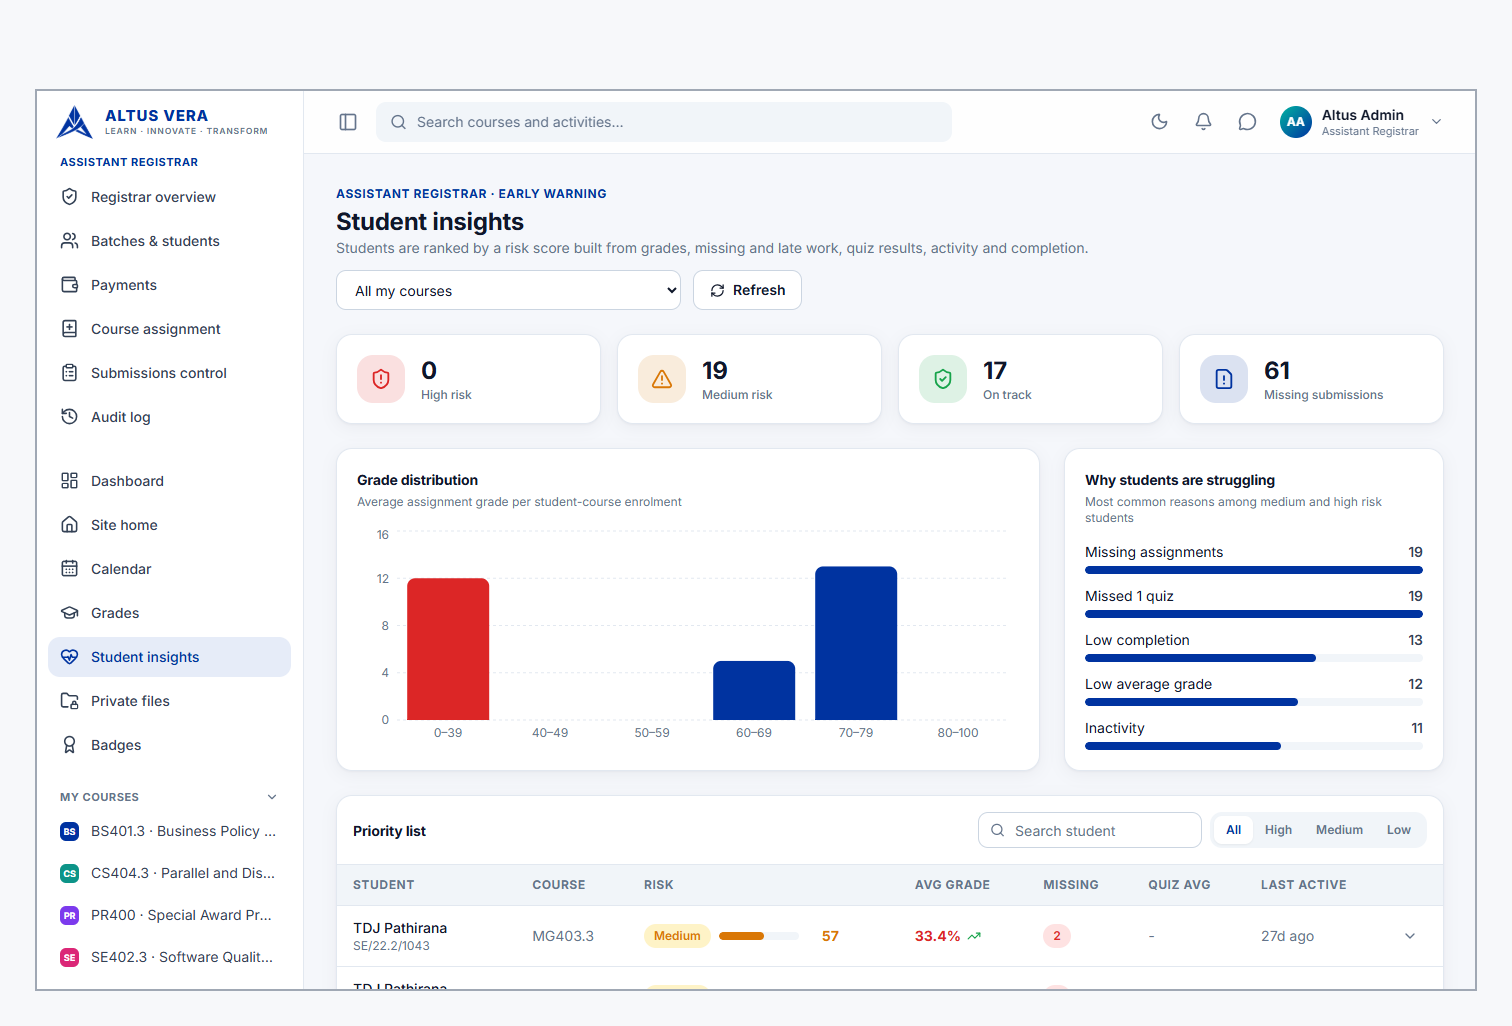 ALTUS VERA
LEARN · INNOVATE · TRANSFORM
ASSISTANT REGISTRAR
Registrar overview
Batches & students
Payments
Course assignment
Submissions control
Audit log
Dashboard
Site home
Calendar
Grades
Student insights
Private files
Badges
MY COURSES
BS BS401.3 · Business Policy ...
CS CS404.3 · Parallel and Dis...
PR PR400 · Special Award Pr...
SE SE402.3 · Software Qualit...
Search courses and activities...
AA
Altus Admin
Assistant Registrar
ASSISTANT REGISTRAR · EARLY WARNING
Student insights
Students are ranked by a risk score built from grades, missing and late work, quiz results, activity and completion.
All my courses
Refresh
0
High risk
19
Medium risk
17
On track
61
Missing submissions
Grade distribution
Average assignment grade per student-course enrolment
16
12
8
4
0
0–39 40–49 50–59 60–69 70–79 80–100
Why students are struggling
Most common reasons among medium and high risk
students
Missing assignments 19
Missed 1 quiz 19
Low completion 13
Low average grade 12
Inactivity 11
Priority list
Search student
All High Medium Low
STUDENT COURSE RISK AVG GRADE MISSING QUIZ AVG LAST ACTIVE
TDJ Pathirana
SE/22.2/1043
MG403.3 Medium 57 33.4% 2 - 27d ago
TDJ Pathirana